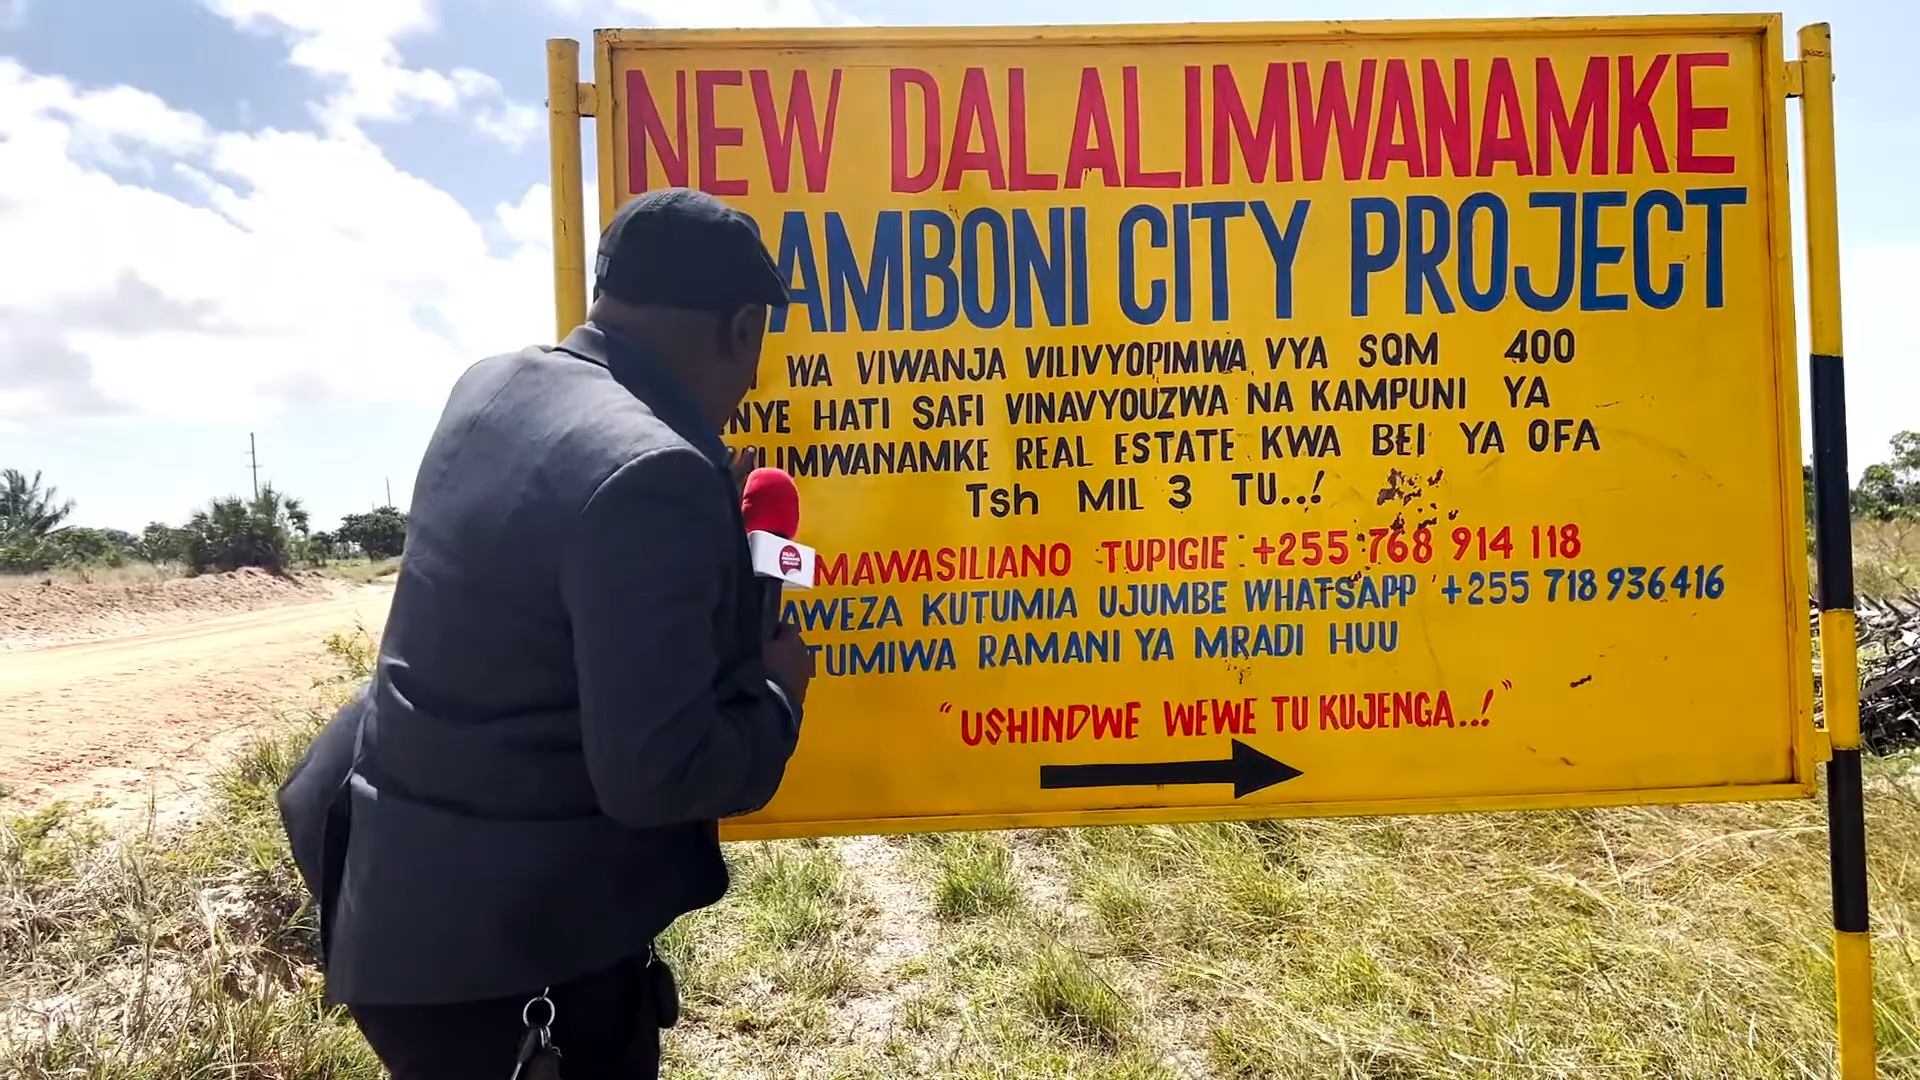 NEW DALALIMWANAMKE
AMBONI CITY PROJECT
WA VIWANJA VILIVYOPIMWA VYA SQM 400
NYE HATI SAFI VINAVYOUZWA NA KAMPUNI YA
LIMWANAMKE REAL ESTATE KWA BEI YA OFA
Tsh MIL 3 TU..!
MAWASILIANO TUPIGIE :+255 768 914 118
AWEZA KUTUMIA UJUMBE WHATSAPP +255 718 936416
TUMIWA RAMANI YA MRADI HUU
"USHINDWE WEWE TU KUJENGA..!"